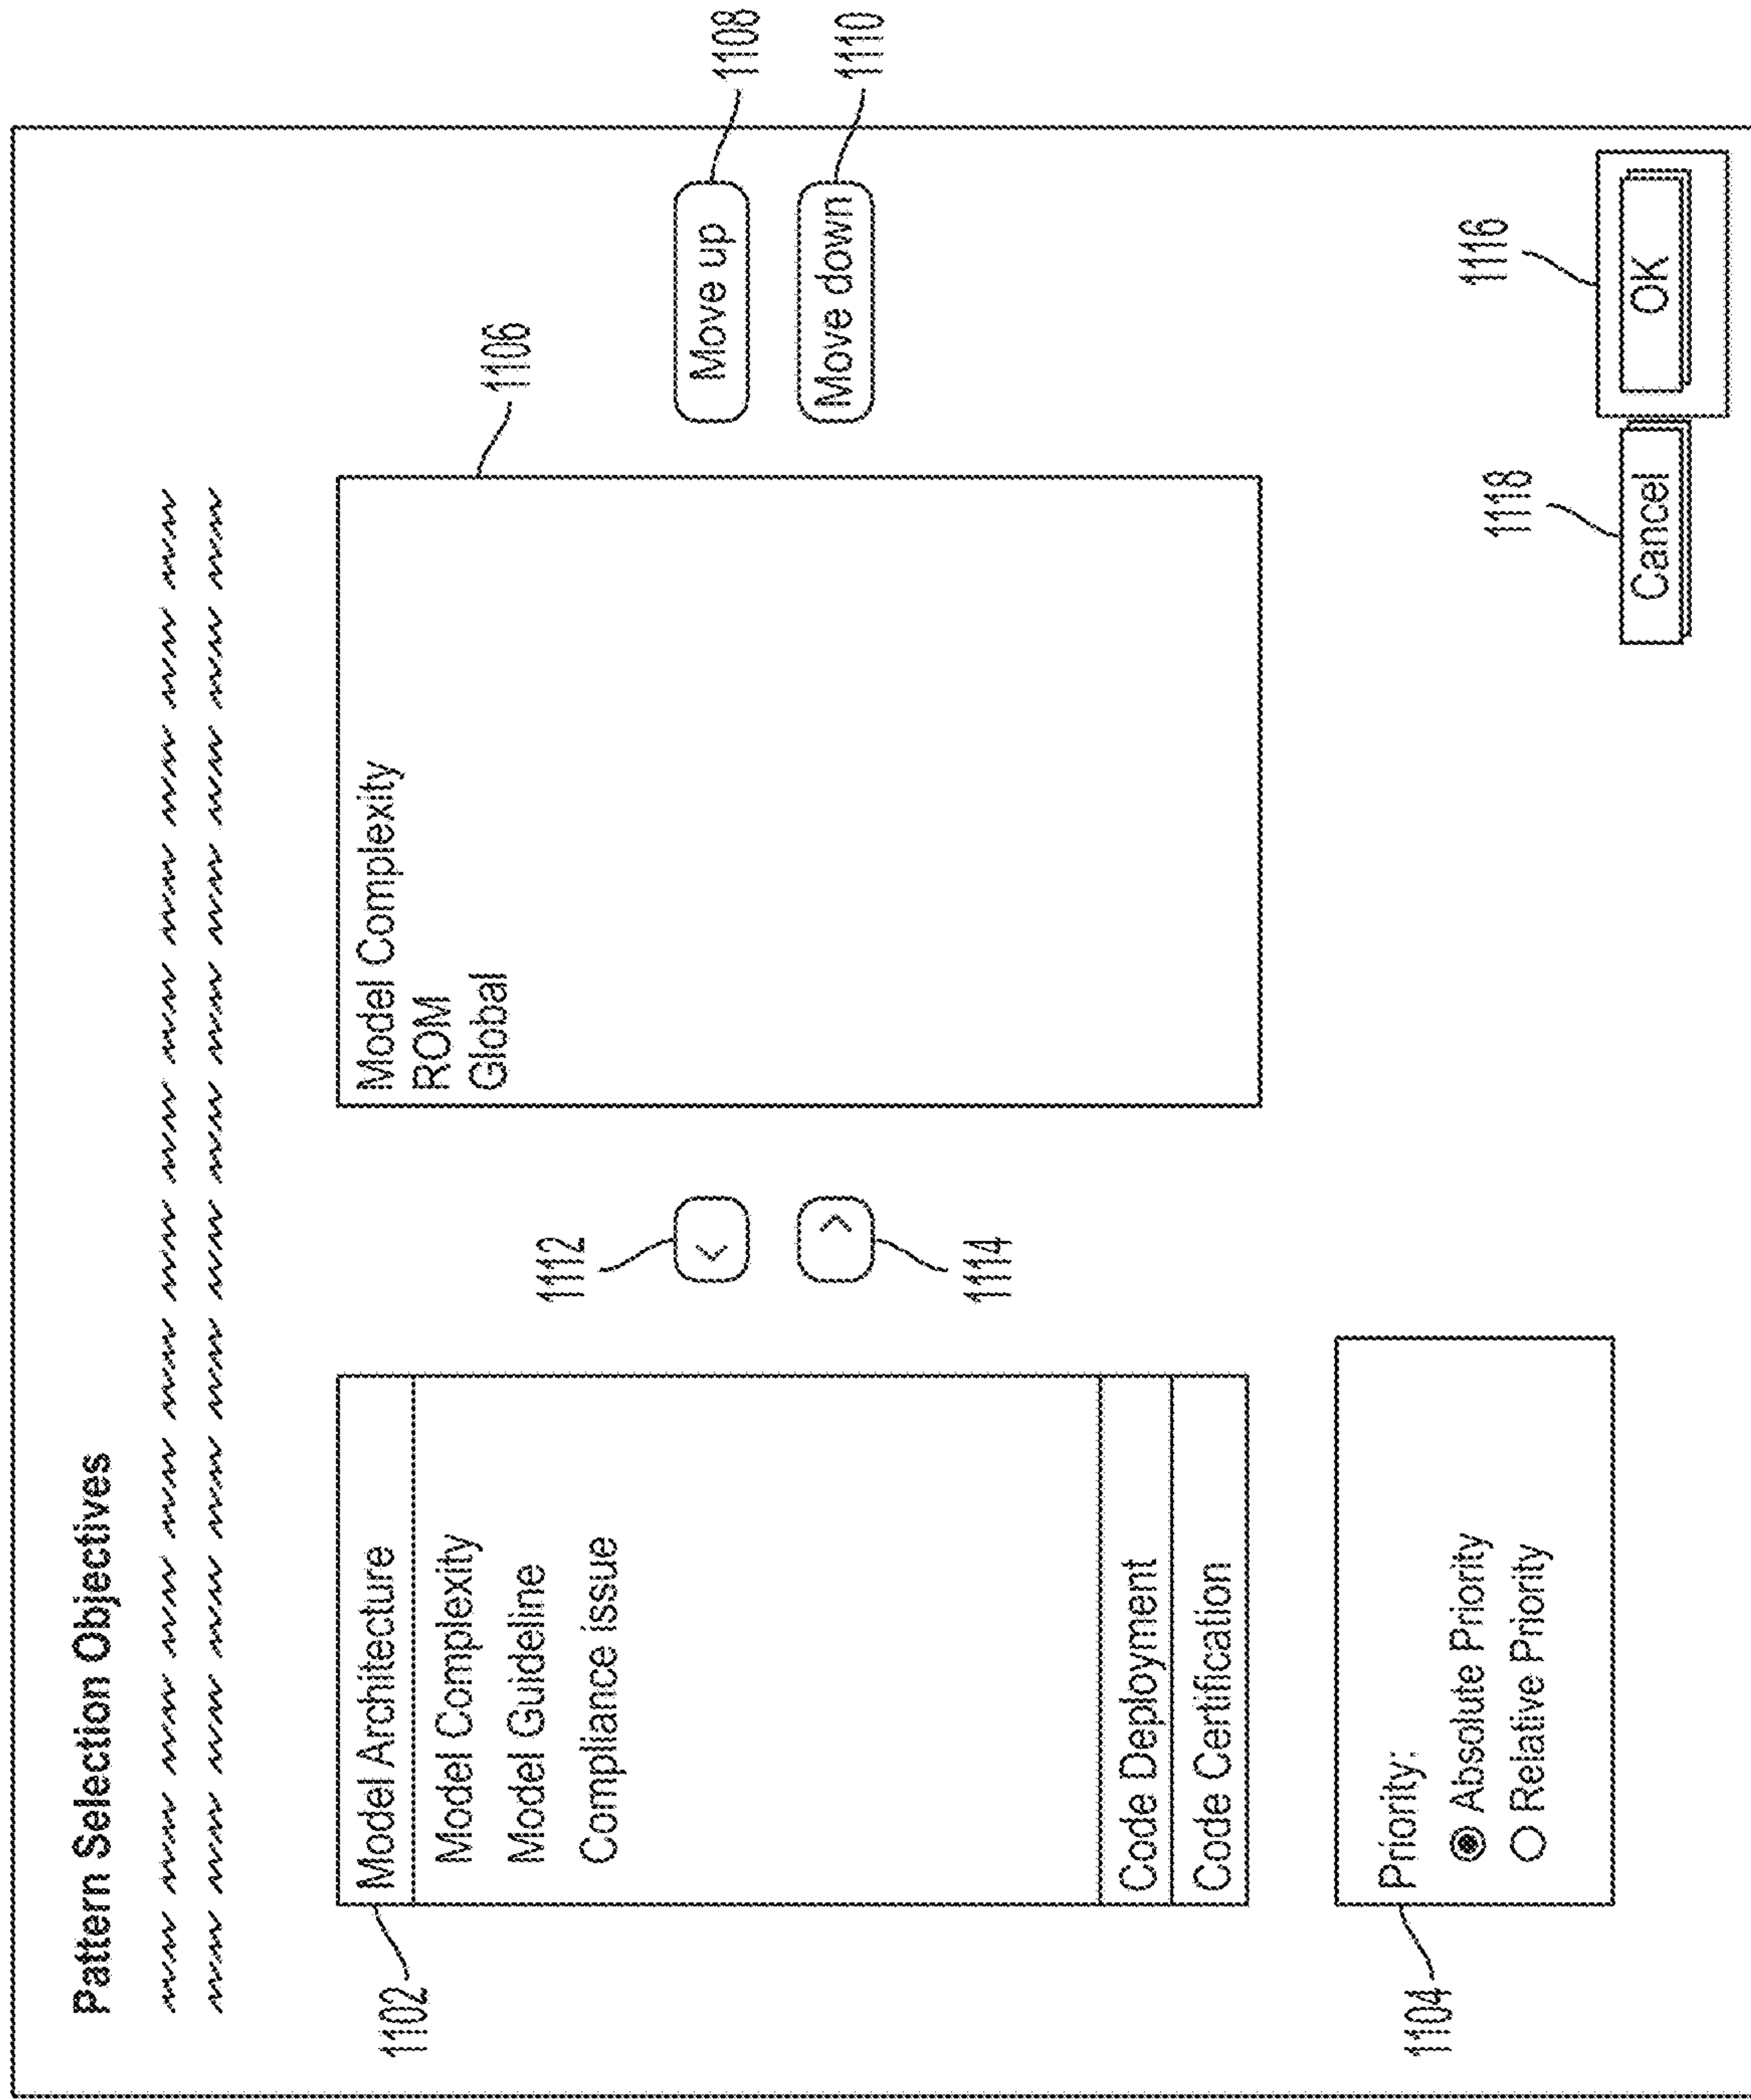 Pattern Selection Objectives
1102
Model Architecture
Model Complexity
Model Guideline
Compliance issue
Code Deployment
Code Certification
1112
<
>
1114
1106
Model Complexity
ROM
Global
Move up
1108
Move down
1110
1104
Priority:
Absolute Priority
Relative Priority
1118
Cancel
1116
OK